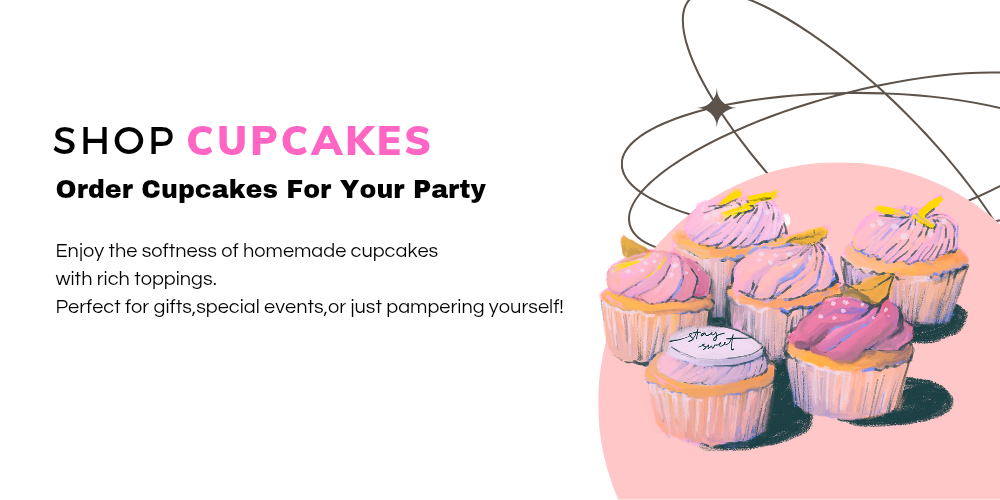 SHOP CUPCAKES
Order Cupcakes For Your Party
Enjoy the softness of homemade cupcakes
with rich toppings.
Perfect for gifts,special events,or just pampering yourself!
stay
sweet